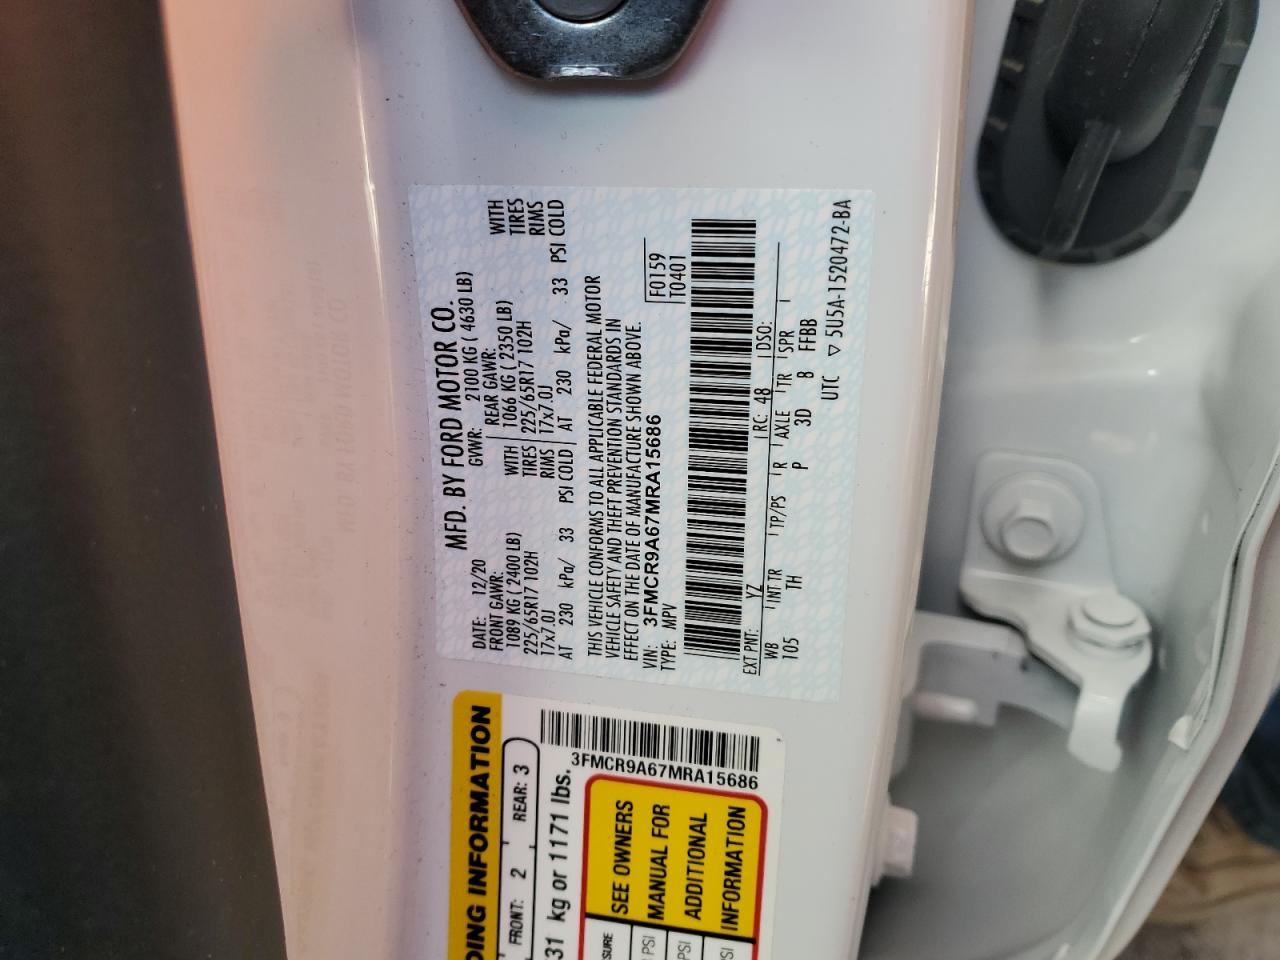 MFD. BY FORD MOTOR CO.
DATE: 12/20 GVWR: 2100 KG ( 4630 LB)
FRONT GAWR: REAR GAWR:
1089 KG ( 2400 LB) WITH 1066 KG ( 2350 LB) WITH
225/65R17 102H TIRES 225/65R17 102H TIRES
17x7.0J RIMS 17x7.0J RIMS
AT 230 kPa/ 33 PSI COLD AT 230 kPa/ 33 PSI COLD
THIS VEHICLE CONFORMS TO ALL APPLICABLE FEDERAL MOTOR
VEHICLE SAFETY AND THEFT PREVENTION STANDARDS IN
EFFECT ON THE DATE OF MANUFACTURE SHOWN ABOVE.
VIN: 3FMCR9A67MRA15686 F0159
TYPE: MPV T0401
EXT PNT: YZ RC: 48 DSO:
WB INT TR TP/PS R AXLE TR SPR
105 TH P 3D B FFBB
UTC ▽ 5U5A-1520472-BA
DING INFORMATION
FRONT: 2 REAR: 3
31 kg or 1171 lbs.
3FMCR9A67MRA15686
SEE OWNERS
MANUAL FOR
ADDITIONAL
INFORMATION
SURE
PSI
PSI
PSI